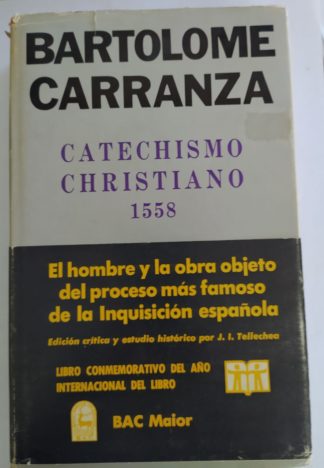 BARTOLOME
CARRANZA
CATECHISMO
CHRISTIANO
1558
El hombre y la obra objeto
del proceso más famoso
de la Inquisición española
Edición crítica y estudio histórico por J. I. Tellechea
LIBRO CONMEMORATIVO DEL AÑO
INTERNACIONAL DEL LIBRO
BAC Maior